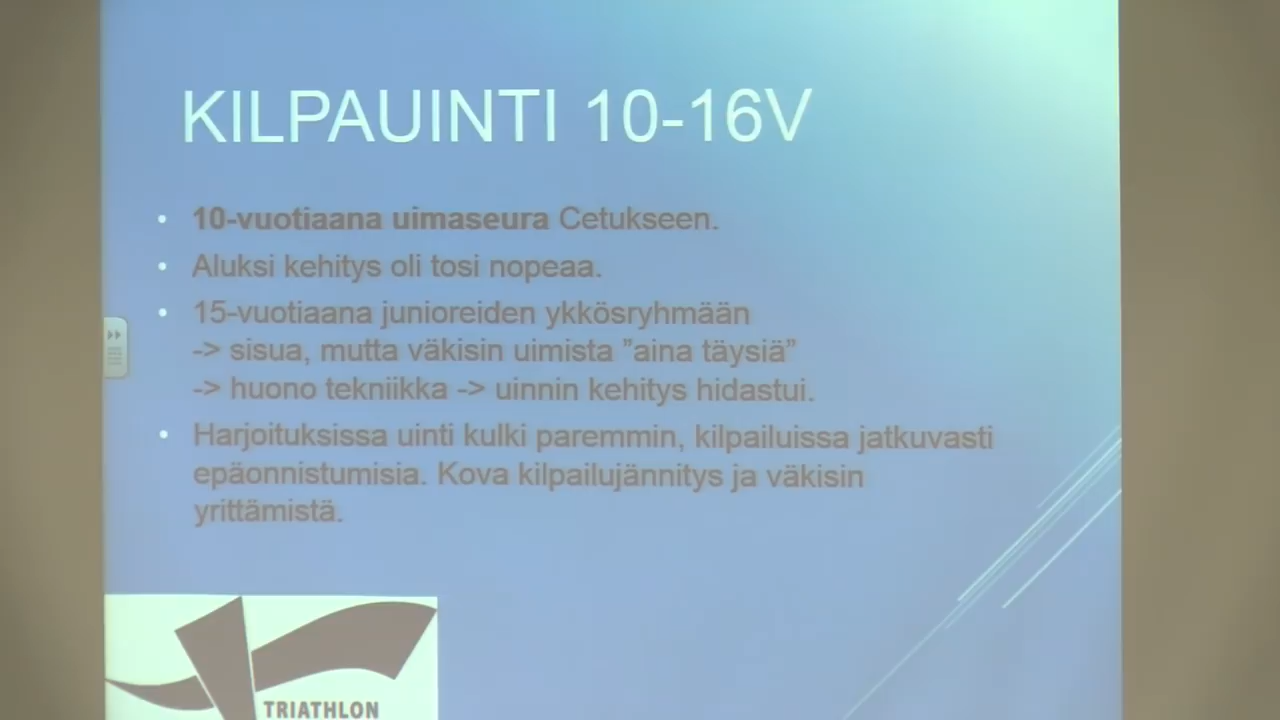 KILPAUINTI 10-16V
• 10-vuotiaana uimaseura Cetukseen.
• Aluksi kehitys oli tosi nopeaa.
• 15-vuotiaana junioreiden ykkösryhmään
-> sisua, mutta väkisin uimista ”aina täysiä”
-> huono tekniikka -> uinnin kehitys hidastui.
• Harjoituksissa uinti kulki paremmin, kilpailuissa jatkuvasti
epäonnistumisia. Kova kilpailujännitys ja väkisin
yrittämistä.
TRIATHLON